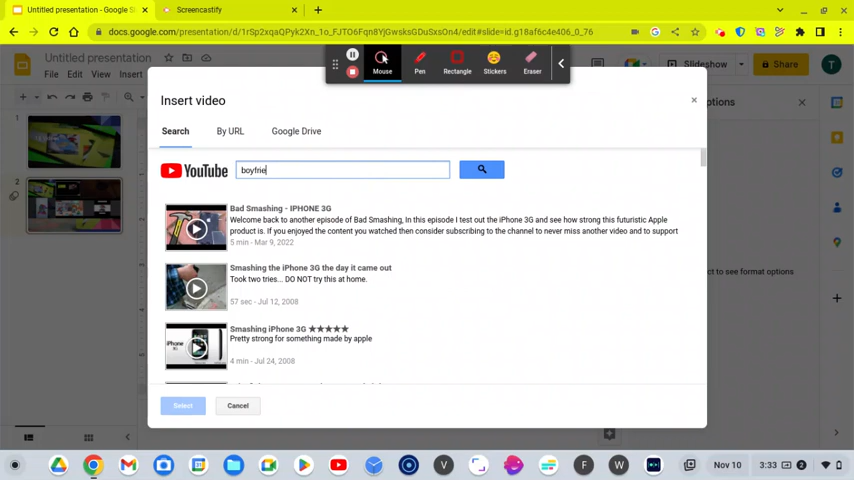 Untitled presentation - Google Sl
Screencastify
docs.google.com/presentation/d/1rSp2xqaQPyk2Xn_1o_FJTO6Fqn8YjGwsksGDuSxsOn4/edit#slide=id.g18af6c4e406_0_76
Untitled presentation
File Edit View Insert
Mouse Pen Rectangle Stickers Eraser
Slideshow
Share
T
ptions
1
2
Insert video
Search By URL Google Drive
YouTube boyfrie
Bad Smashing - IPHONE 3G
Welcome back to another episode of Bad Smashing, In this episode I test out the iPhone 3G and see how strong this futuristic Apple
product is. If you enjoyed the content you watched then consider subscribing to the channel to never miss another video and to support
5 min - Mar 9, 2022
Smashing the iPhone 3G the day it came out
Took two tries... DO NOT try this at home.
57 sec - Jul 12, 2008
Smashing iPhone 3G ★★★★★
Pretty strong for something made by apple
4 min - Jul 24, 2008
ct to see format options
Select Cancel
V F W
Nov 10 3:33 2